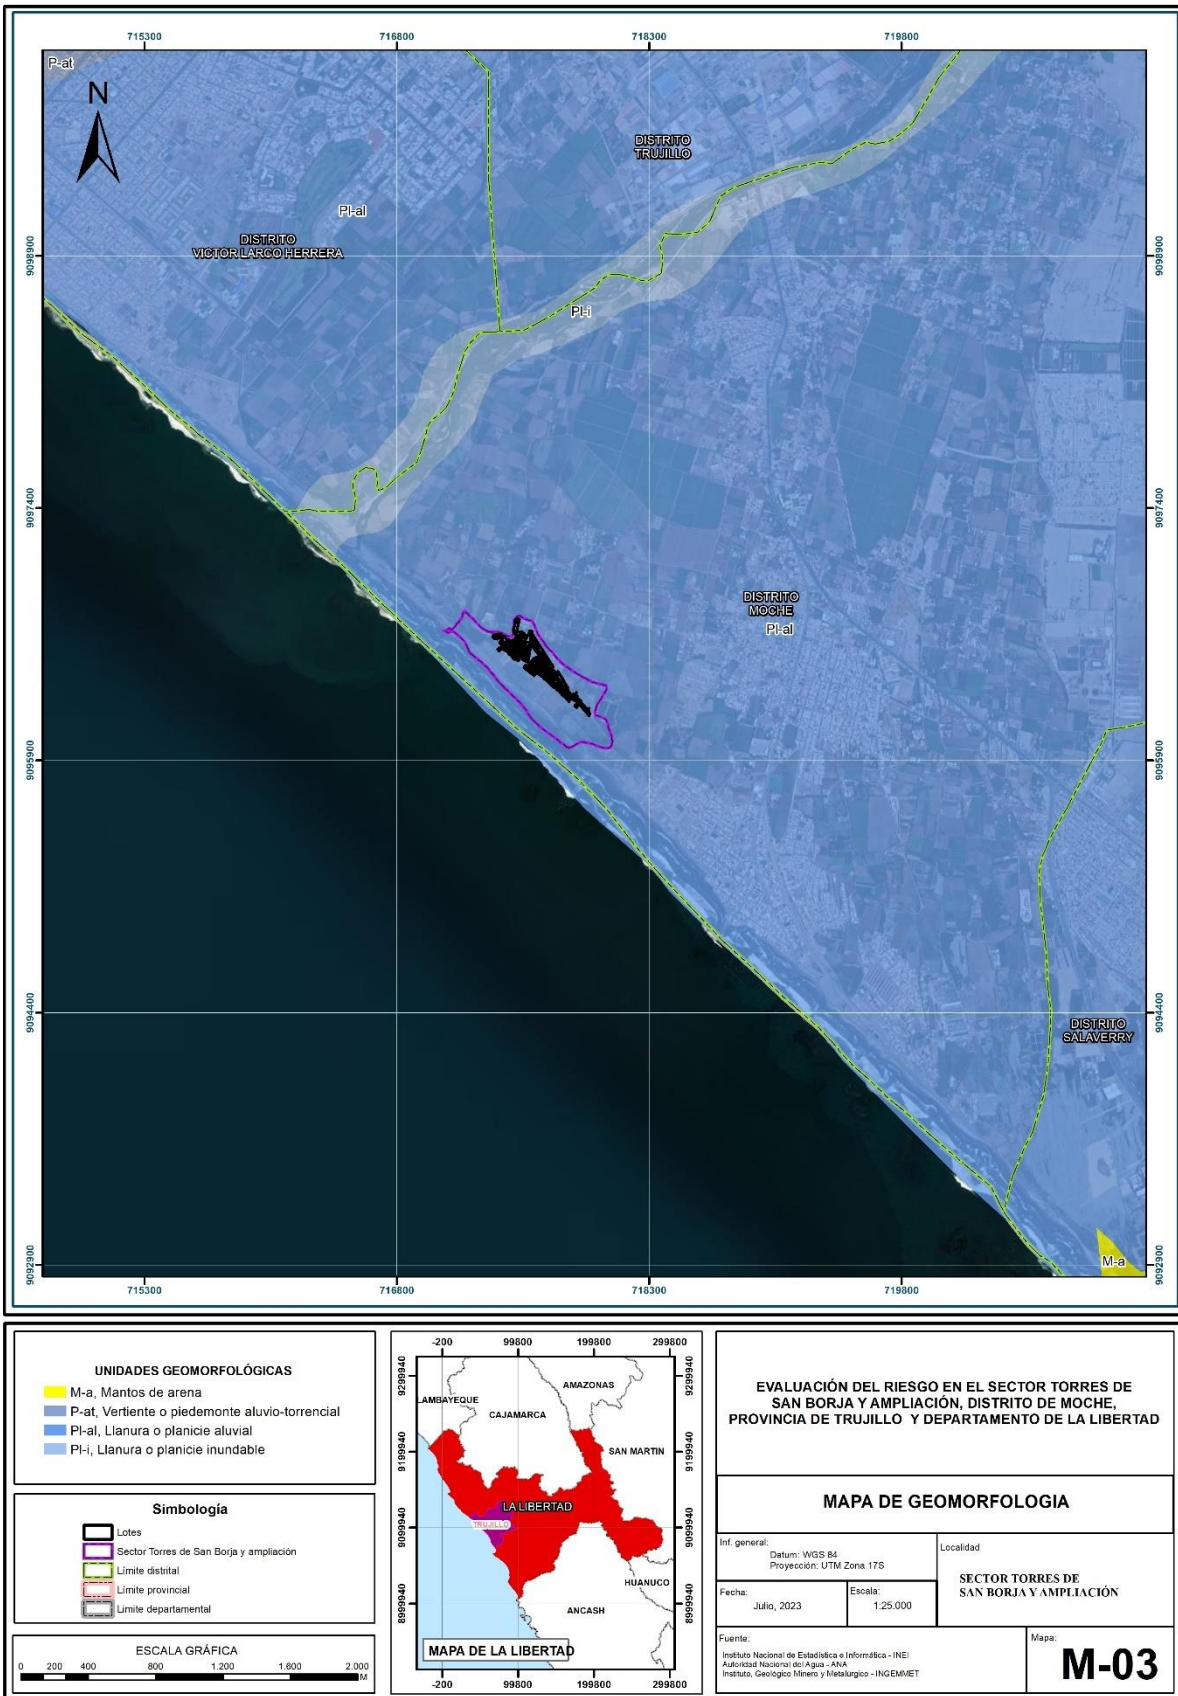 715300
716800
718300
719800
P-at
N
DISTRITO
TRUJILLO
Pl-al
DISTRITO
VICTOR LARCO HERRERA
9098900
9098900
Pl-i
9097400
9097400
DISTRITO
MOCHE
Pl-al
9095900
9095900
9094400
9094400
DISTRITO
SALAVERRY
9092900
9092900
M-a
715300
716800
718300
719800
UNIDADES GEOMORFOLÓGICAS
M-a, Mantos de arena
P-at, Vertiente o piedemonte aluvio-torrencial
Pl-al, Llanura o planicie aluvial
Pl-i, Llanura o planicie inundable
Simbología
Lotes
Sector Torres de San Borja y ampliación
Límite distrital
Límite provincial
Limite departamental
ESCALA GRÁFICA
0 200 400 800 1.200 1.600 2.000
M
-200 99800 199800 299800
9299940
9299940
LAMBAYEQUE
AMAZONAS
CAJAMARCA
SAN MARTIN
9199940
9199940
LA LIBERTAD
TRUJILLO
9099940
9099940
HUANUCO
ANCASH
8999940
8999940
MAPA DE LA LIBERTAD
-200 99800 199800 299800
EVALUACIÓN DEL RIESGO EN EL SECTOR TORRES DE
SAN BORJA Y AMPLIACIÓN, DISTRITO DE MOCHE,
PROVINCIA DE TRUJILLO Y DEPARTAMENTO DE LA LIBERTAD
MAPA DE GEOMORFOLOGIA
Inf. general:
Datum: WGS 84
Proyección: UTM Zona 17S
Localidad
SECTOR TORRES DE
SAN BORJA Y AMPLIACIÓN
Fecha:
Julio, 2023
Escala:
1:25.000
Fuente:
Instituto Nacional de Estadística e Informática - INEI
Autoridad Nacional del Agua - ANA
Instituto, Geológico Minero y Metalúrgico - INGEMMET
Mapa:
M-03